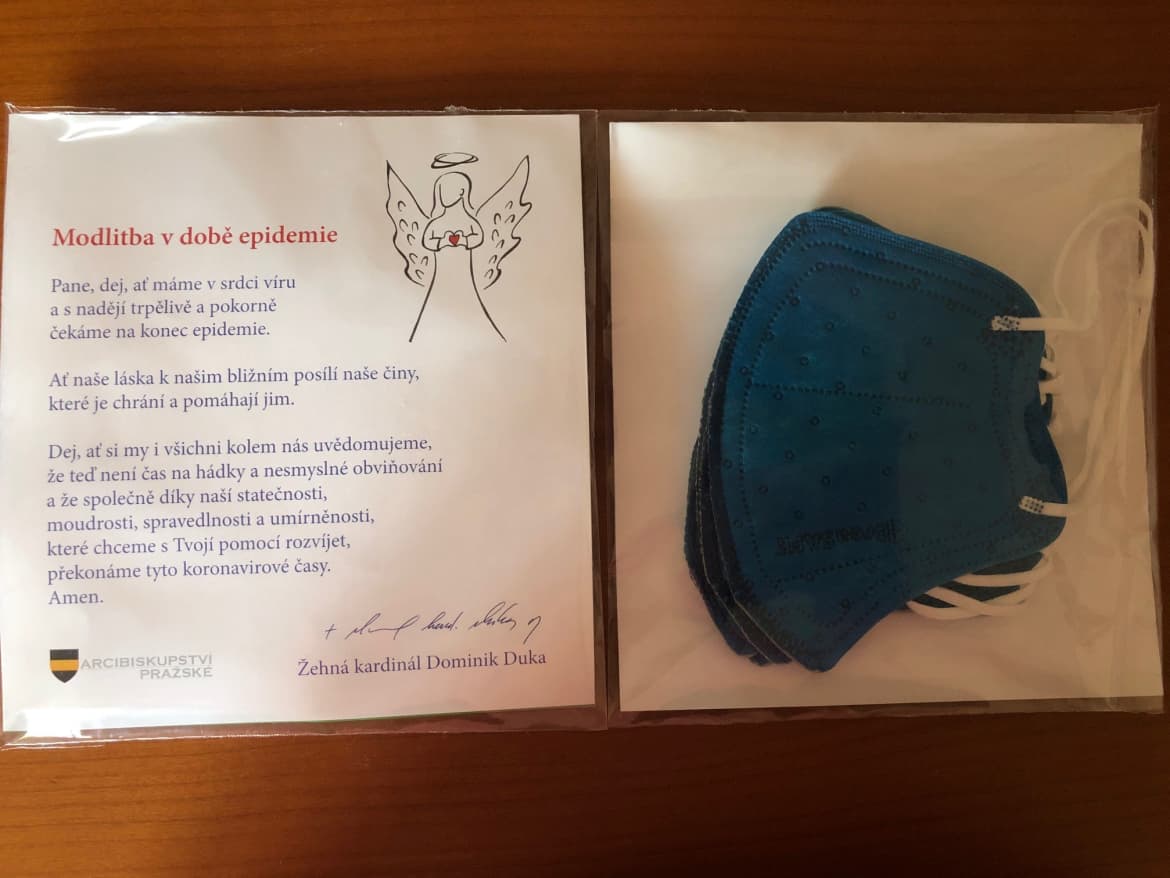 Modlitba v době epidemie
Pane, dej, ať máme v srdci víru
a s nadějí trpělivě a pokorně
čekáme na konec epidemie.
Ať naše láska k našim bližním posílí naše činy,
které je chrání a pomáhají jim.
Dej, ať si my i všichni kolem nás uvědomujeme,
že teď není čas na hádky a nesmyslné obviňování
a že společně díky naší statečnosti,
moudrosti, spravedlnosti a umírněnosti,
které chceme s Tvojí pomocí rozvíjet,
překonáme tyto koronavirové časy.
Amen.
ARCIBISKUPSTVÍ
PRAŽSKÉ
Žehná kardinál Dominik Duka